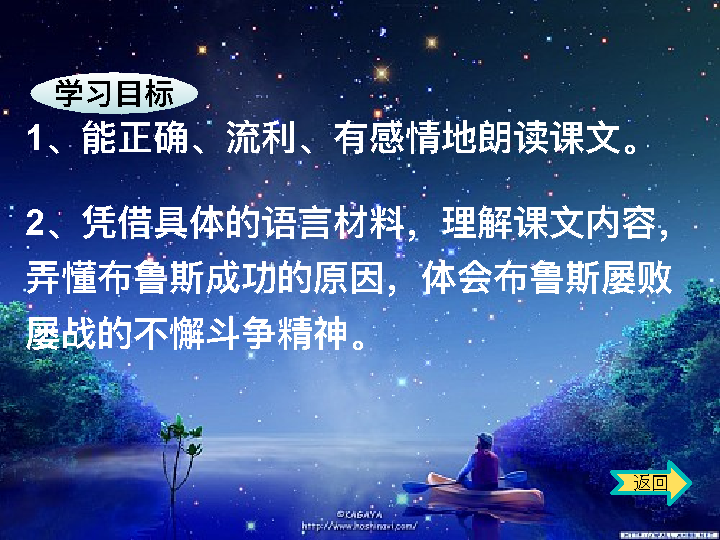 学习目标
1、能正确、流利、有感情地朗读课文。
2、凭借具体的语言材料，理解课文内容，
弄懂布鲁斯成功的原因，体会布鲁斯屡败
屡战的不懈斗争精神。
返回
©KAGAYA
http://www.koshina-i.com/